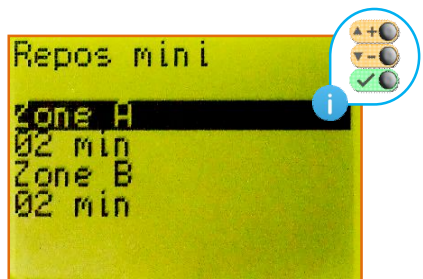 Repos mini
Zone A
02 min
Zone B
02 min
▲+
▼-
✓
i